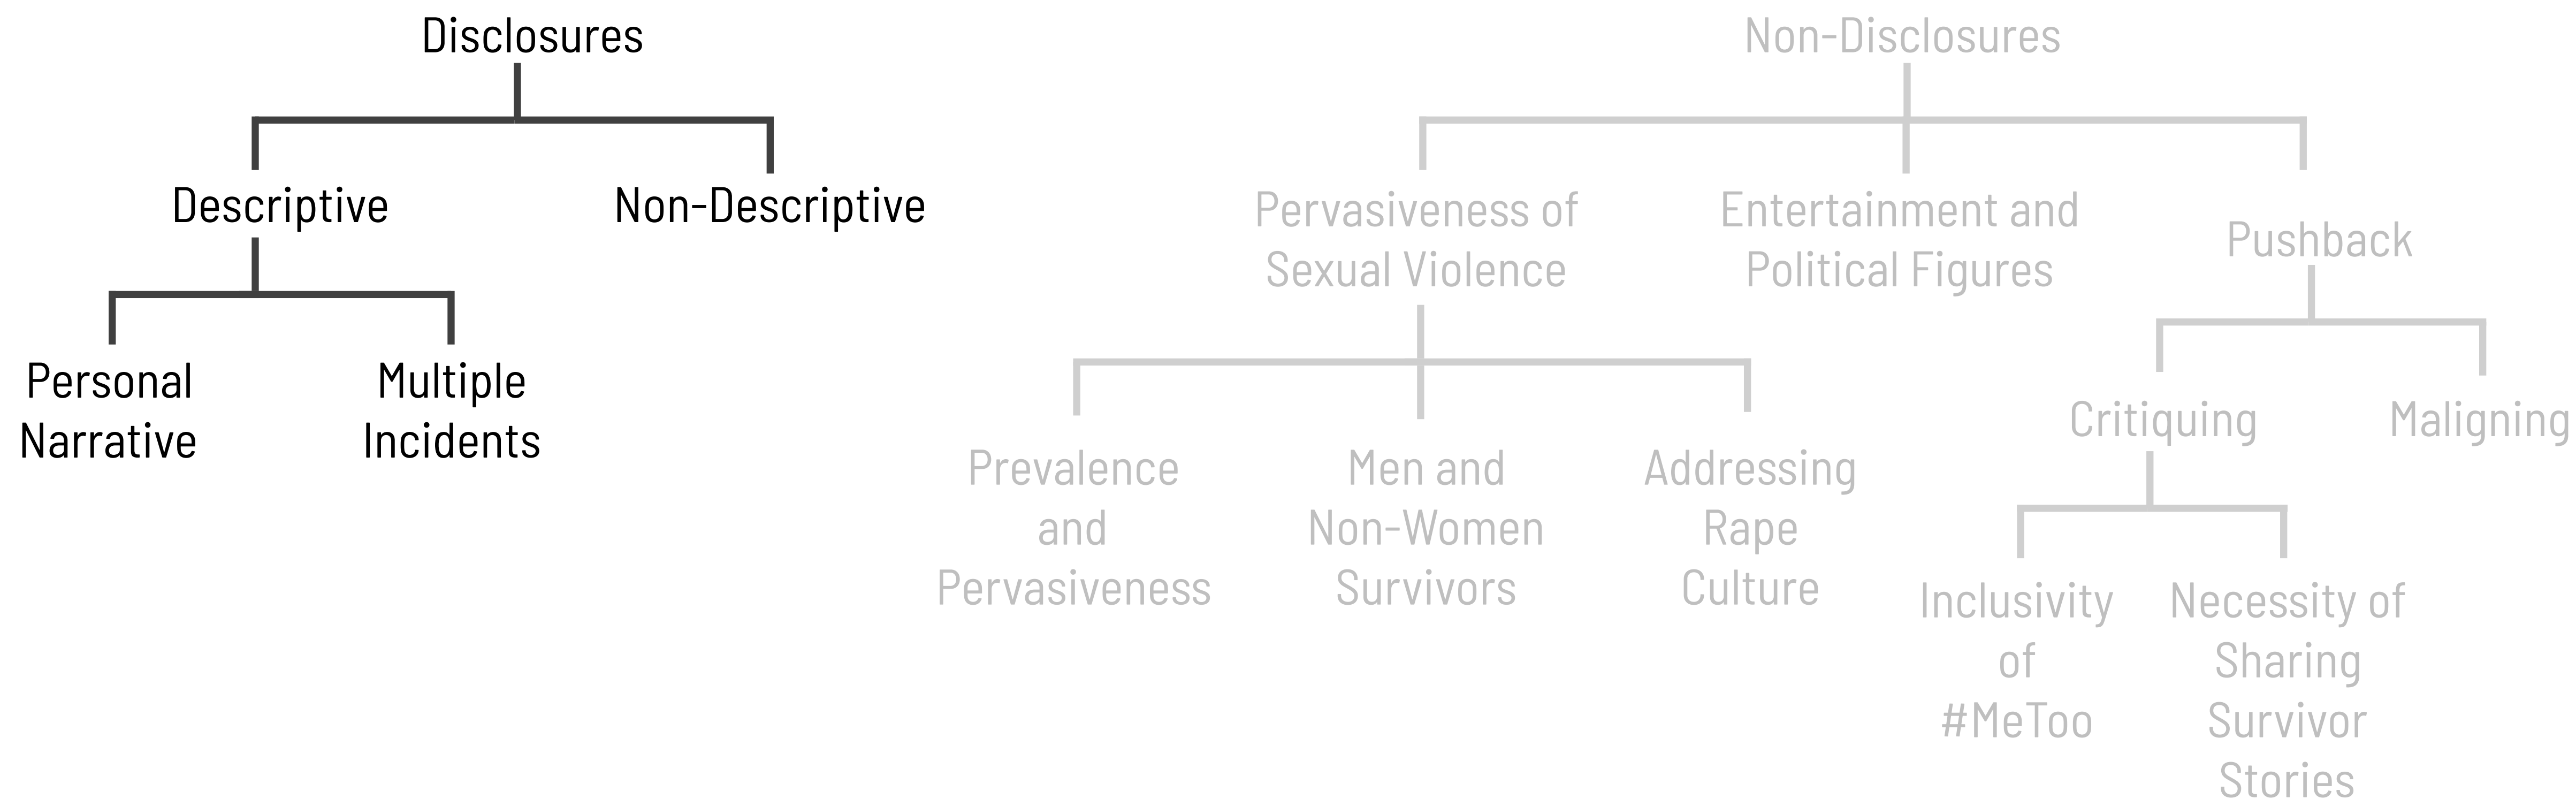 Disclosures
Descriptive
Non-Descriptive
Personal
Narrative
Multiple
Incidents
Non-Disclosures
Pervasiveness of
Sexual Violence
Entertainment and
Political Figures
Pushback
Prevalence
and
Pervasiveness
Men and
Non-Women
Survivors
Addressing
Rape
Culture
Critiquing
Maligning
Inclusivity
of
#MeToo
Necessity of
Sharing
Survivor
Stories